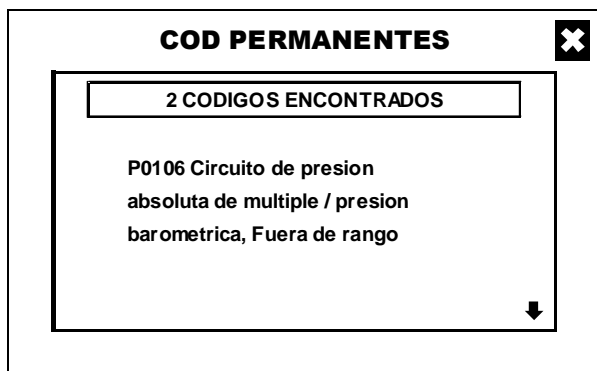 COD PERMANENTES
2 CODIGOS ENCONTRADOS
P0106 Circuito de presion
absoluta de multiple / presion
barometrica, Fuera de rango